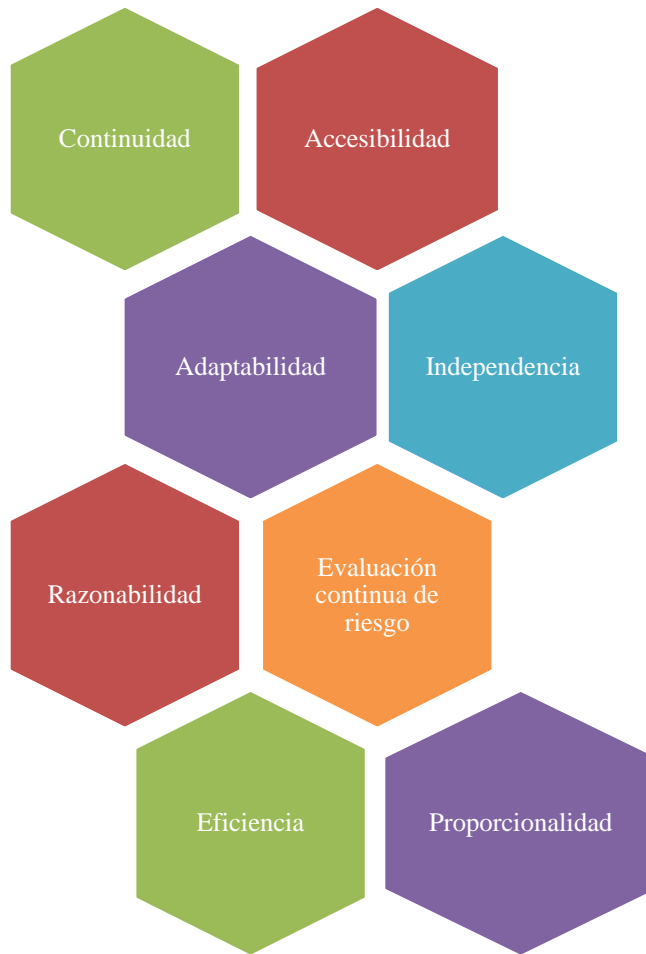 Continuidad
Accesibilidad
Adaptabilidad
Independencia
Razonabilidad
Evaluación
continua de
riesgo
Eficiencia
Proporcionalidad